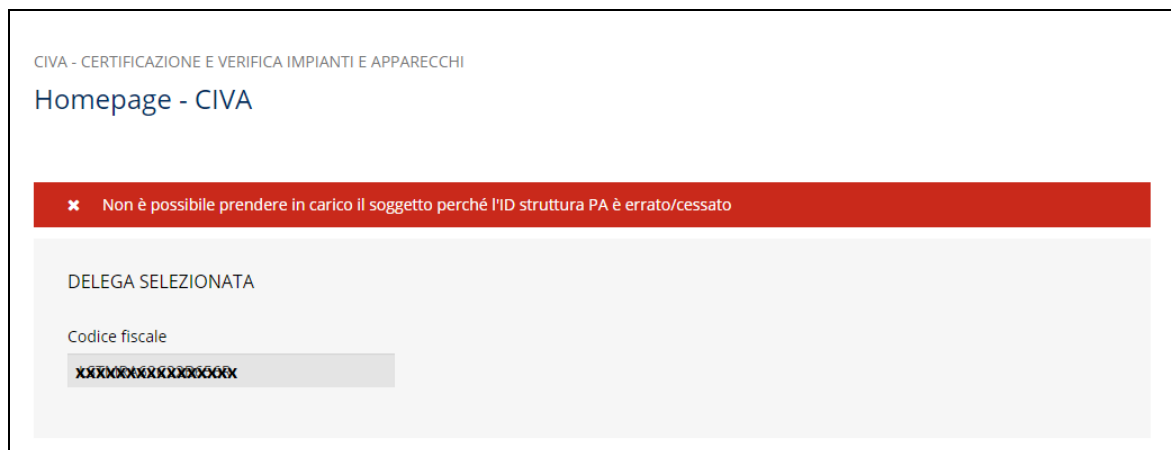 CIVA - CERTIFICAZIONE E VERIFICA IMPIANTI E APPARECCHI
Homepage - CIVA
✖ Non è possibile prendere in carico il soggetto perché l'ID struttura PA è errato/cessato
DELEGA SELEZIONATA
Codice fiscale
xxxxxxxxxxxxxxxx